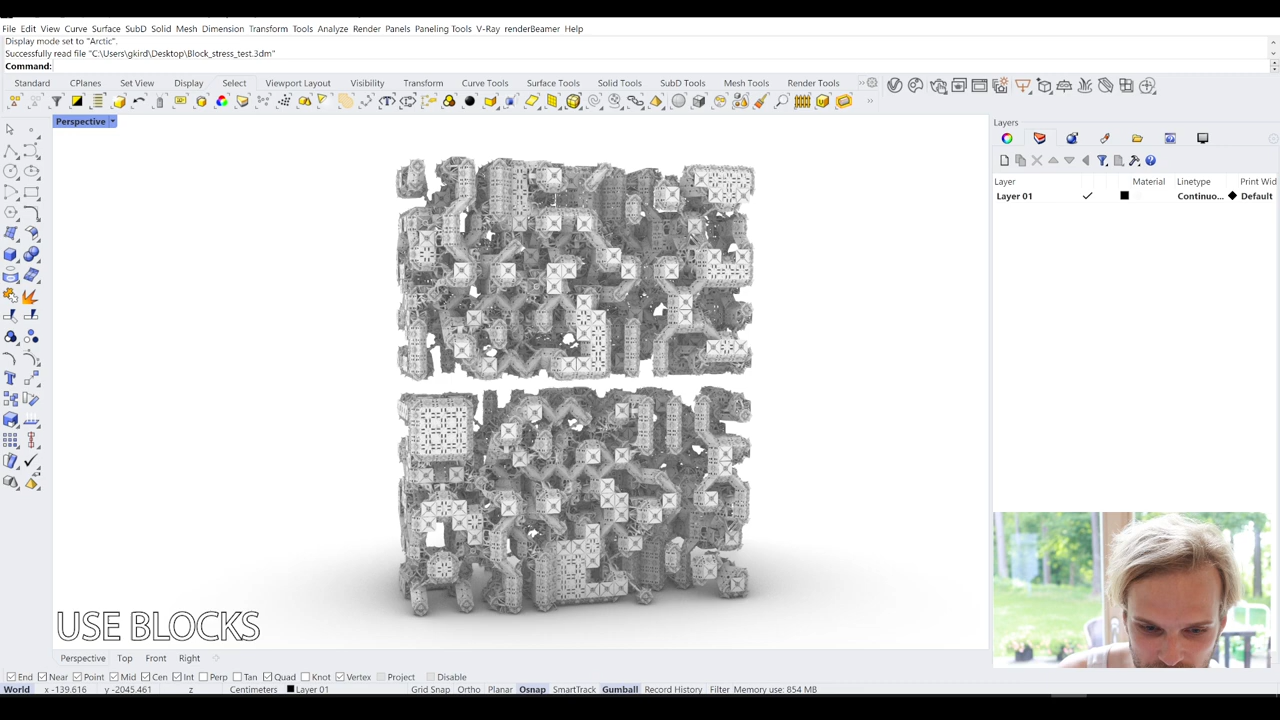 File Edit View Curve Surface SubD Solid Mesh Dimension Transform Tools Analyze Render Panels Paneling Tools V-Ray renderBeamer Help
Display mode set to "Arctic".
Successfully read file "C:\Users\gkird\Desktop\Block_stress_test.3dm"
Command:
Standard CPlanes Set View Display Select Viewport Layout Visibility Transform Curve Tools Surface Tools Solid Tools SubD Tools Mesh Tools Render Tools
Perspective
Layers
Layer Material Linetype Print Wid
Layer 01 Continuo... Default
USE BLOCKS
Perspective Top Front Right
End Near Point Mid Cen Int Perp Tan Quad Knot Vertex Project Disable
World x -139.616 y -2045.461 z Centimeters Layer 01 Grid Snap Ortho Planar Osnap SmartTrack Gumball Record History Filter Memory use: 854 MB